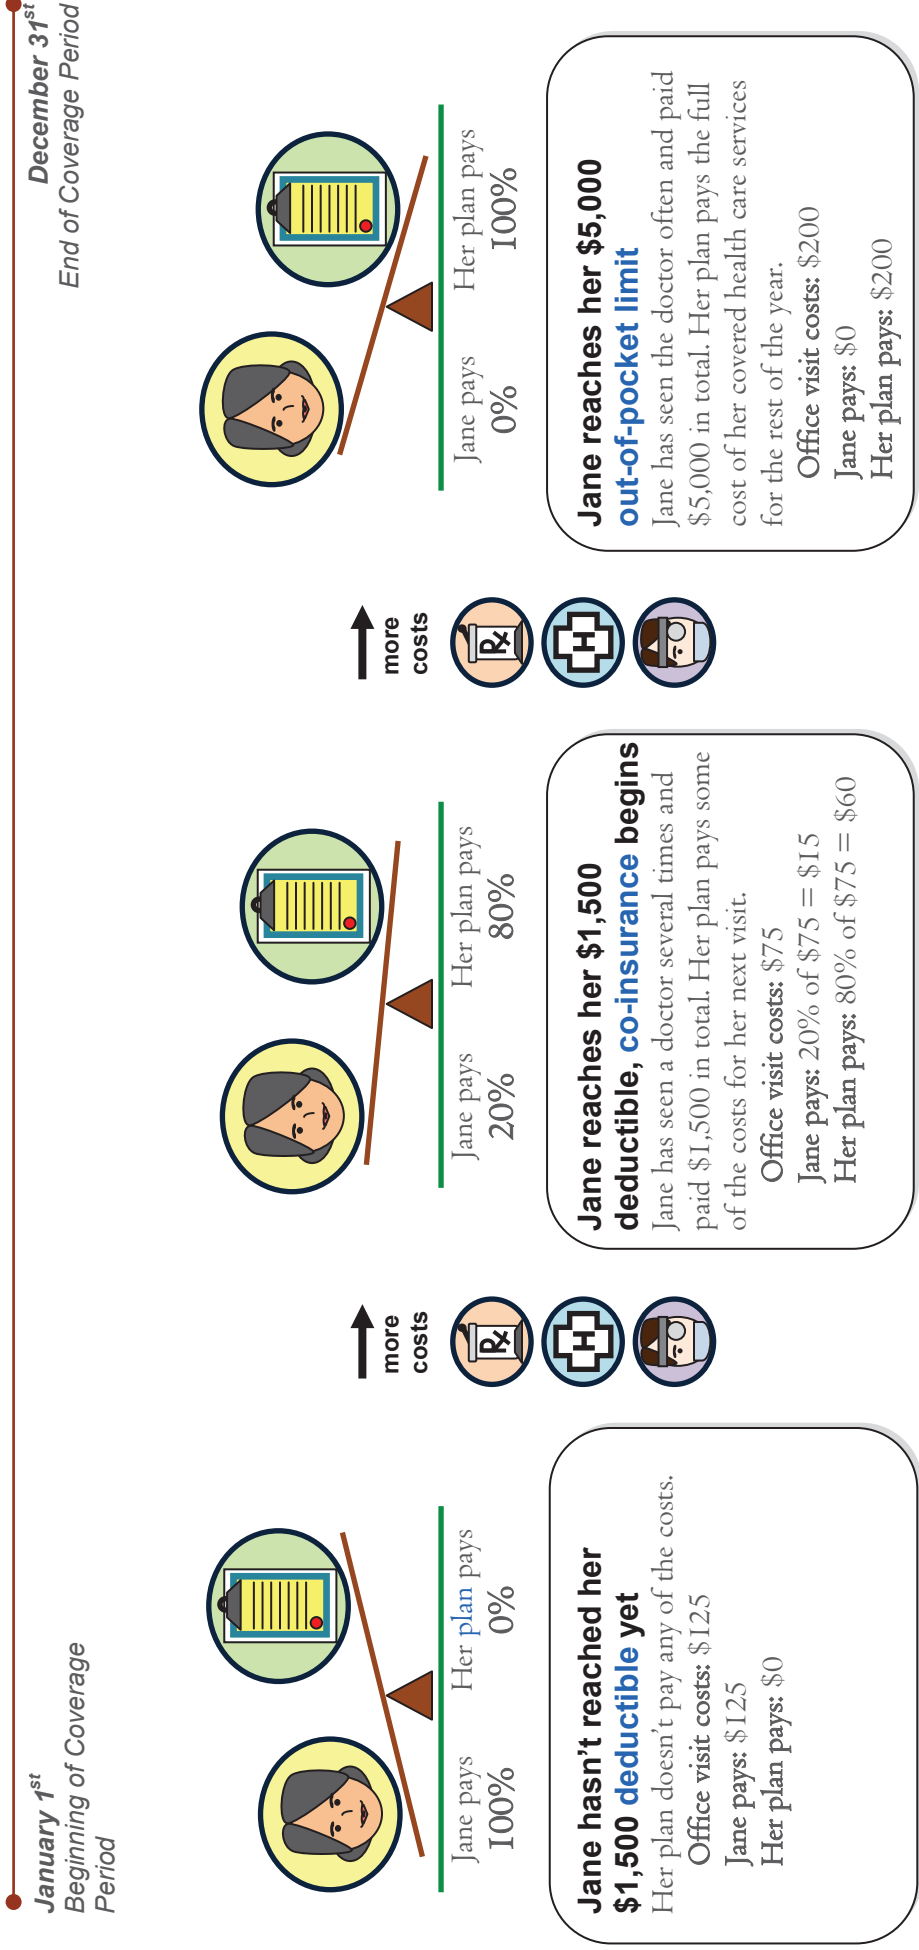 January 1st
Beginning of Coverage
Period
December 31st
End of Coverage Period
Jane pays
100%
Her plan pays
0%
Jane hasn’t reached her
$1,500 deductible yet
Her plan doesn’t pay any of the costs.
Office visit costs: $125
Jane pays: $125
Her plan pays: $0
more
costs
Rx
H
Jane pays
20%
Her plan pays
80%
Jane reaches her $1,500
deductible, co-insurance begins
Jane has seen a doctor several times and
paid $1,500 in total. Her plan pays some
of the costs for her next visit.
Office visit costs: $75
Jane pays: 20% of $75 = $15
Her plan pays: 80% of $75 = $60
more
costs
Rx
H
Jane pays
0%
Her plan pays
100%
Jane reaches her $5,000
out-of-pocket limit
Jane has seen the doctor often and paid
$5,000 in total. Her plan pays the full
cost of her covered health care services
for the rest of the year.
Office visit costs: $200
Jane pays: $0
Her plan pays: $200